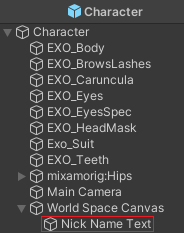 Character
Character
EXO_Body
EXO_BrowsLashes
EXO_Caruncula
EXO_Eyes
EXO_EyesSpec
EXO_HeadMask
Exo_Suit
EXO_Teeth
mixamorig:Hips
Main Camera
World Space Canvas
Nick Name Text